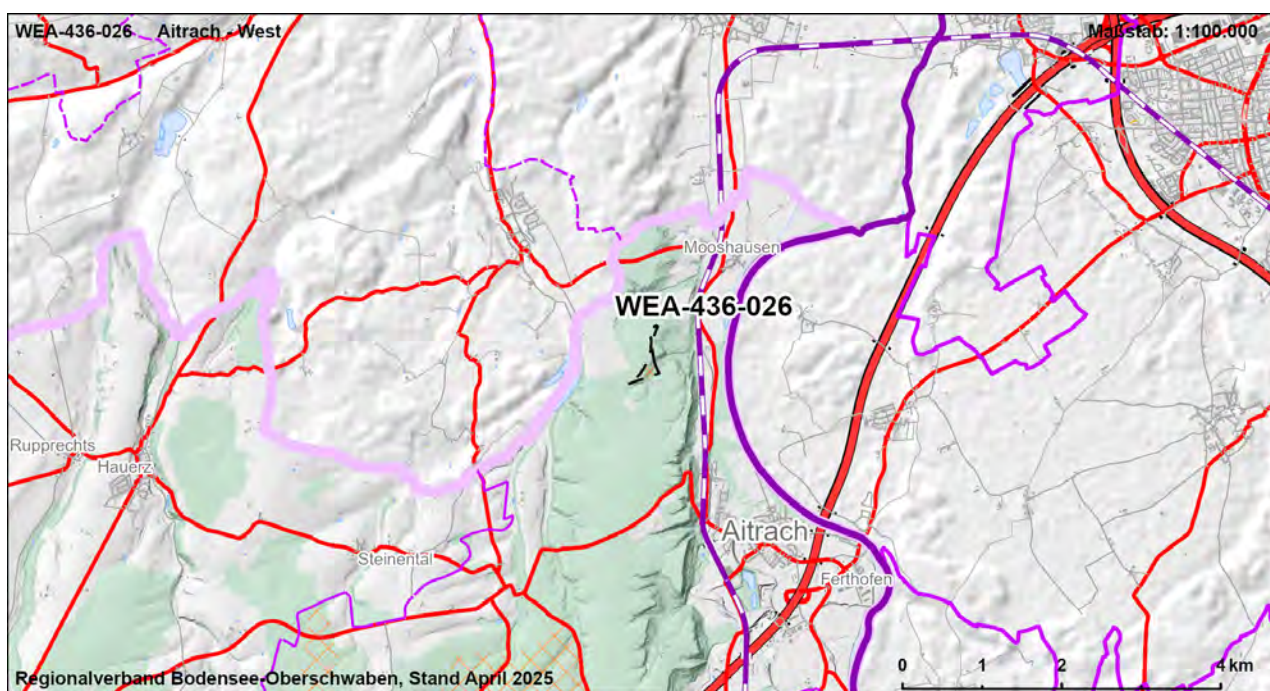 WEA-436-026 Aitrach - West
Maßstab: 1:100.000
Mooshausen
WEA-436-026
Rupprechts
Hauerz
Aitrach
Steinental
Ferthofen
Regionalverband Bodensee-Oberschwaben, Stand April 2025
0 1 2 4 km